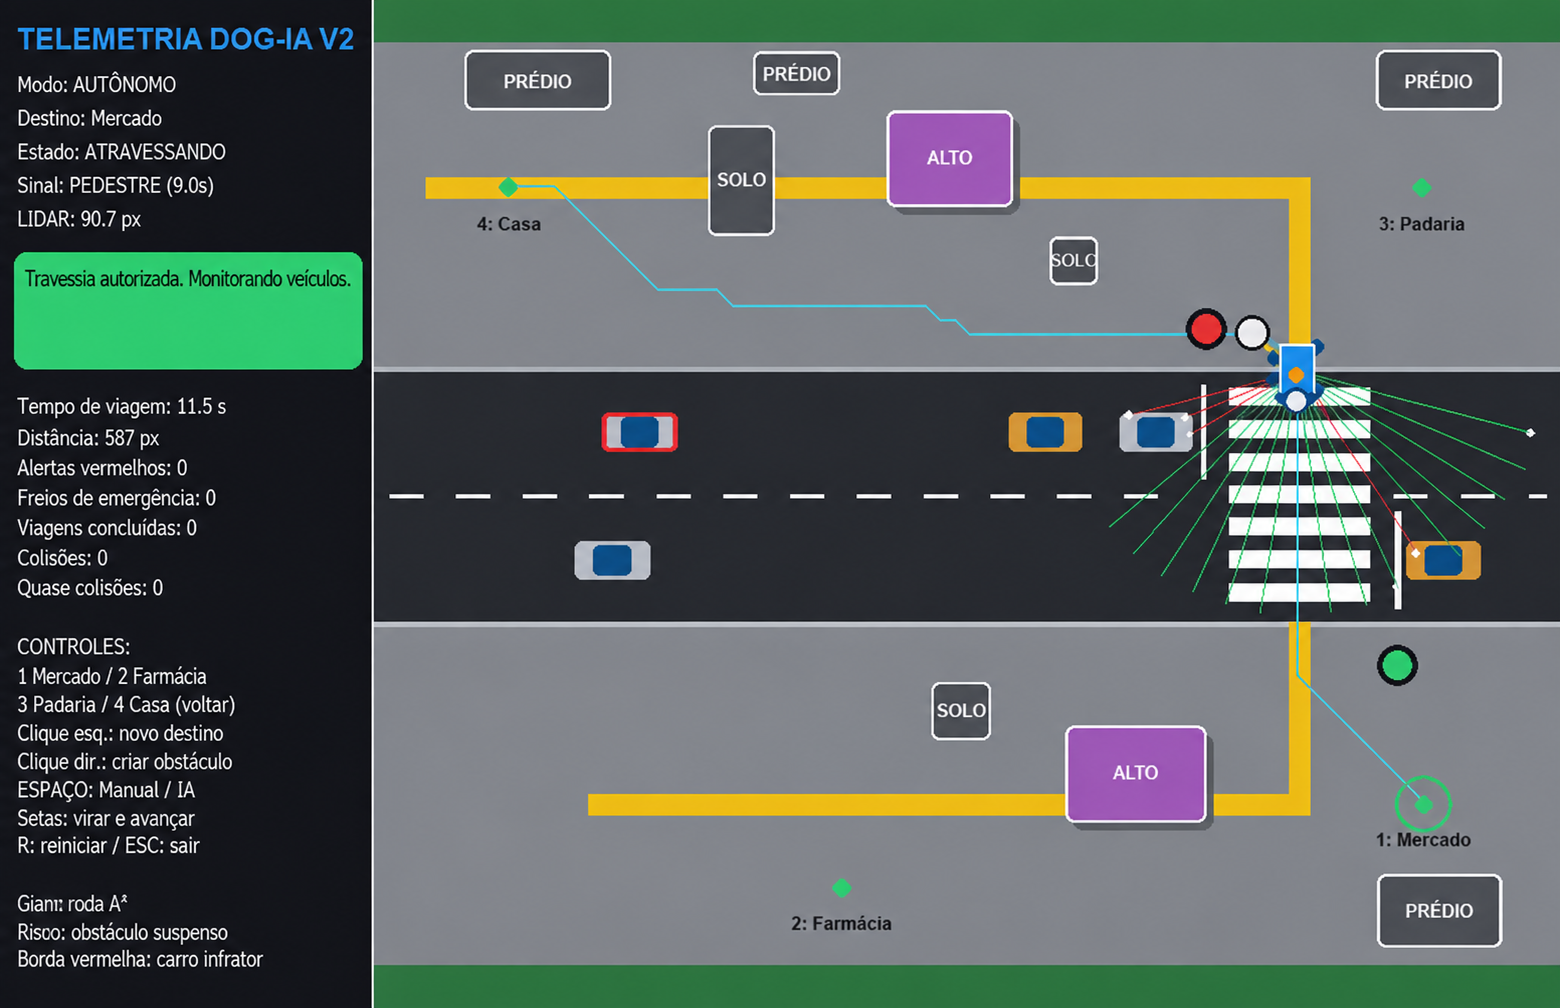 TELEMETRIA DOG-IA V2
Modo: AUTÔNOMO
Destino: Mercado
Estado: ATRAVESSANDO
Sinal: PEDESTRE (9.0s)
LIDAR: 90.7 px
Travessia autorizada. Monitorando veículos.
Tempo de viagem: 11.5 s
Distância: 587 px
Alertas vermelhos: 0
Freios de emergência: 0
Viagens concluídas: 0
Colisões: 0
Quase colisões: 0
CONTROLES:
1 Mercado / 2 Farmácia
3 Padaria / 4 Casa (voltar)
Clique esq.: novo destino
Clique dir.: criar obstáculo
ESPAÇO: Manual / IA
Setas: virar e avançar
R: reiniciar / ESC: sair
roda
Risco: obstáculo suspenso
Borda vermelha: carro infrator
PRÉDIO
PRÉDIO
PRÉDIO
SOLO
ALTO
4: Casa
3: Padaria
SOLO
SOLO
ALTO
1: Mercado
2: Farmácia
PRÉDIO